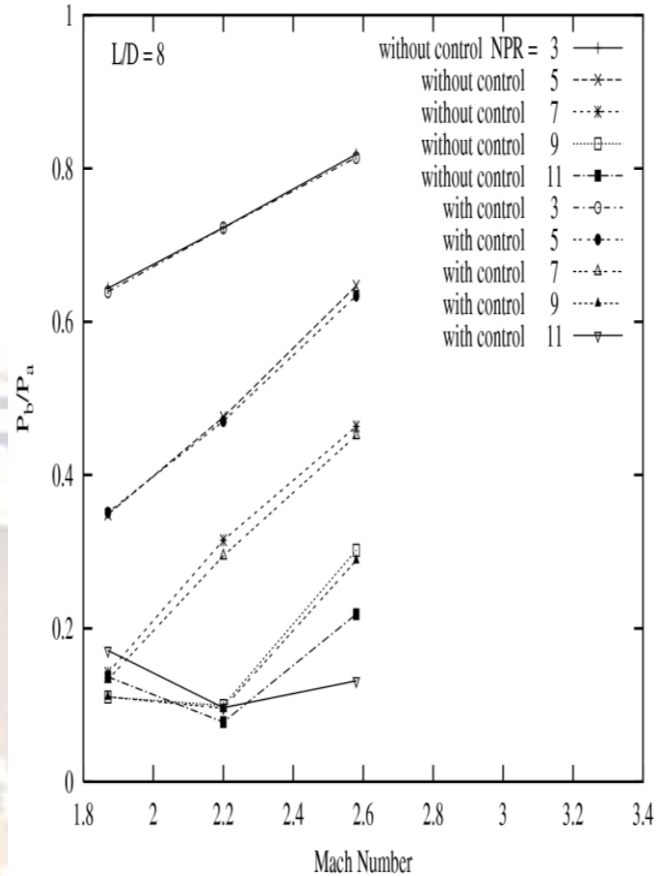 1
L/D = 8
without control NPR = 3
without control 5
without control 7
without control 9
without control 11
with control 3
with control 5
with control 7
with control 9
with control 11
0.8
0.6
0.4
0.2
0
P_b/P_a
1.8 2 2.2 2.4 2.6 2.8 3 3.2 3.4
Mach Number